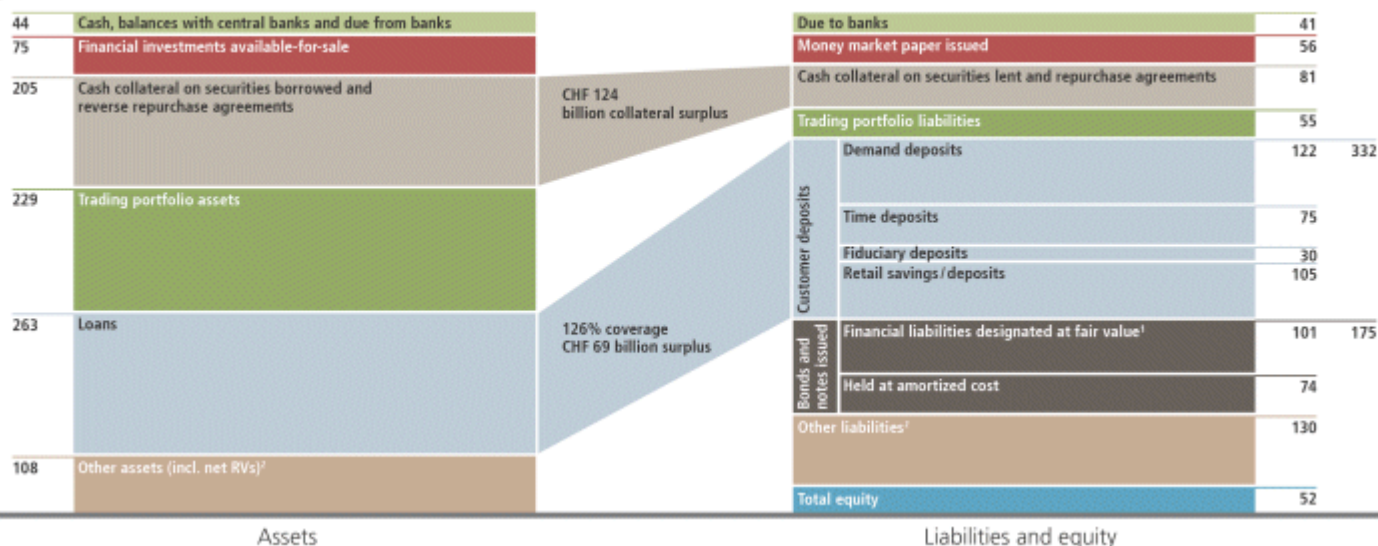 44 Cash, balances with central banks and due from banks
75 Financial investments available-for-sale
205 Cash collateral on securities borrowed and
reverse repurchase agreements
229 Trading portfolio assets
263 Loans
108 Other assets (incl. net RVs)²
CHF 124
billion collateral surplus
126% coverage
CHF 69 billion surplus
Due to banks 41
Money market paper issued 56
Cash collateral on securities lent and repurchase agreements 81
Trading portfolio liabilities 55
Customer deposits
Demand deposits 122 332
Time deposits 75
Fiduciary deposits 30
Retail savings/deposits 105
Bonds and
notes issued
Financial liabilities designated at fair value¹ 101 175
Held at amortized cost 74
Other liabilities² 130
Total equity 52
Assets
Liabilities and equity